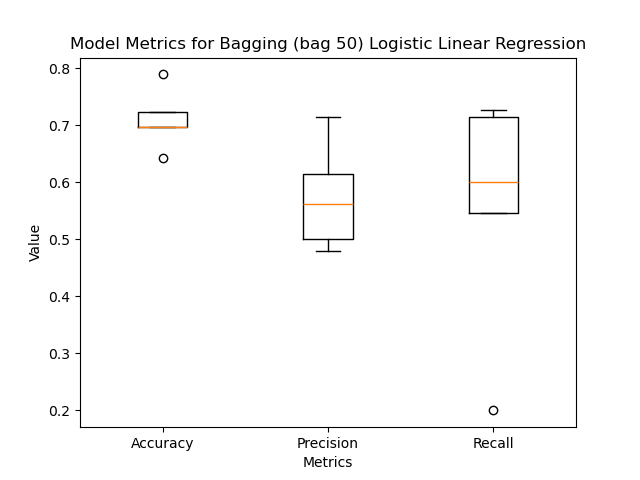 Model Metrics for Bagging (bag 50) Logistic Linear Regression
0.8
0.7
0.6
0.5
0.4
0.3
0.2
Value
Accuracy Precision Recall
Metrics